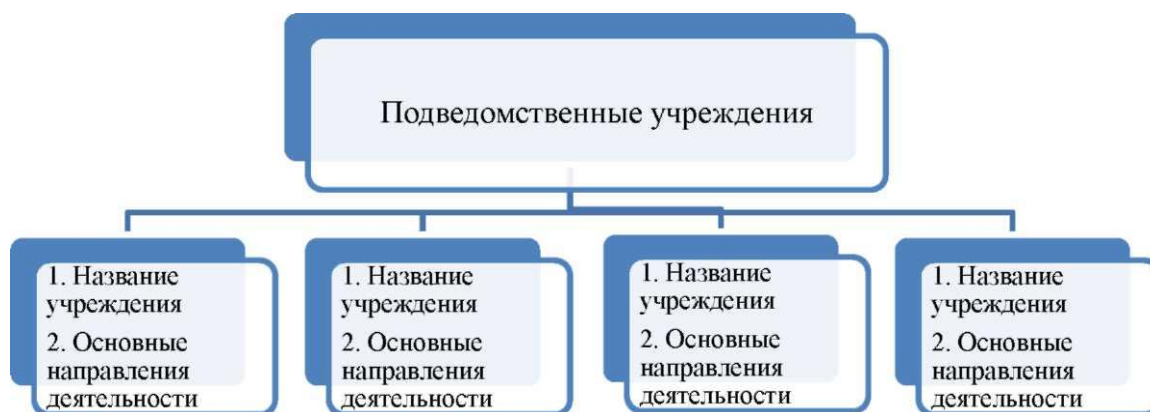 Подведомственные учреждения
1. Название
учреждения
2. Основные
направления
деятельности
1. Название
учреждения
2. Основные
направления
деятельности
1. Название
учреждения
2. Основные
направления
деятельности
1. Название
учреждения
2. Основные
направления
деятельности